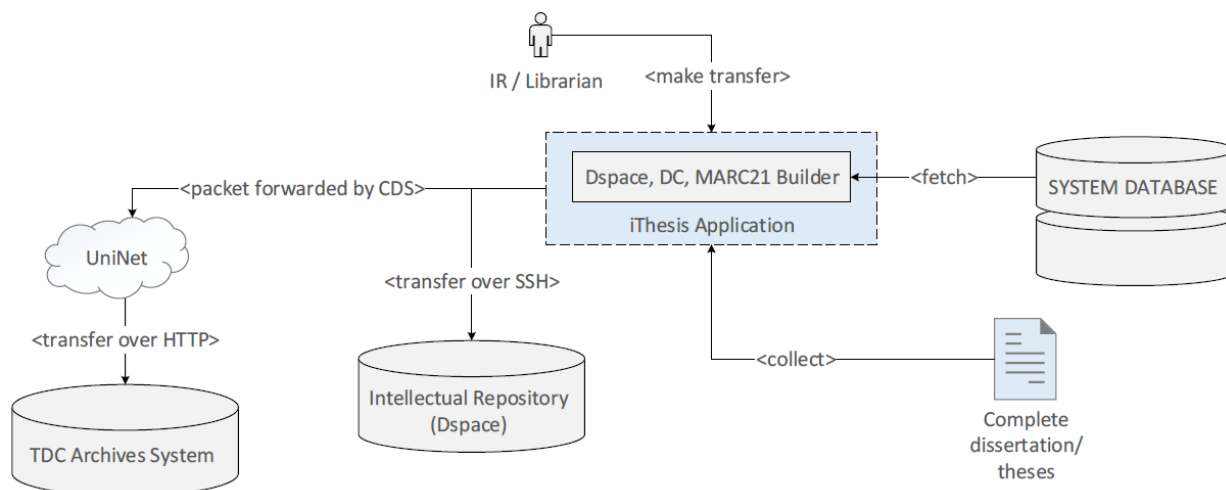 IR / Librarian
<make transfer>
Dspace, DC, MARC21 Builder
iThesis Application
<fetch>
SYSTEM DATABASE
<packet forwarded by CDS>
UniNet
<transfer over SSH>
<transfer over HTTP>
<collect>
Intellectual Repository
(Dspace)
TDC Archives System
Complete
dissertation/
theses